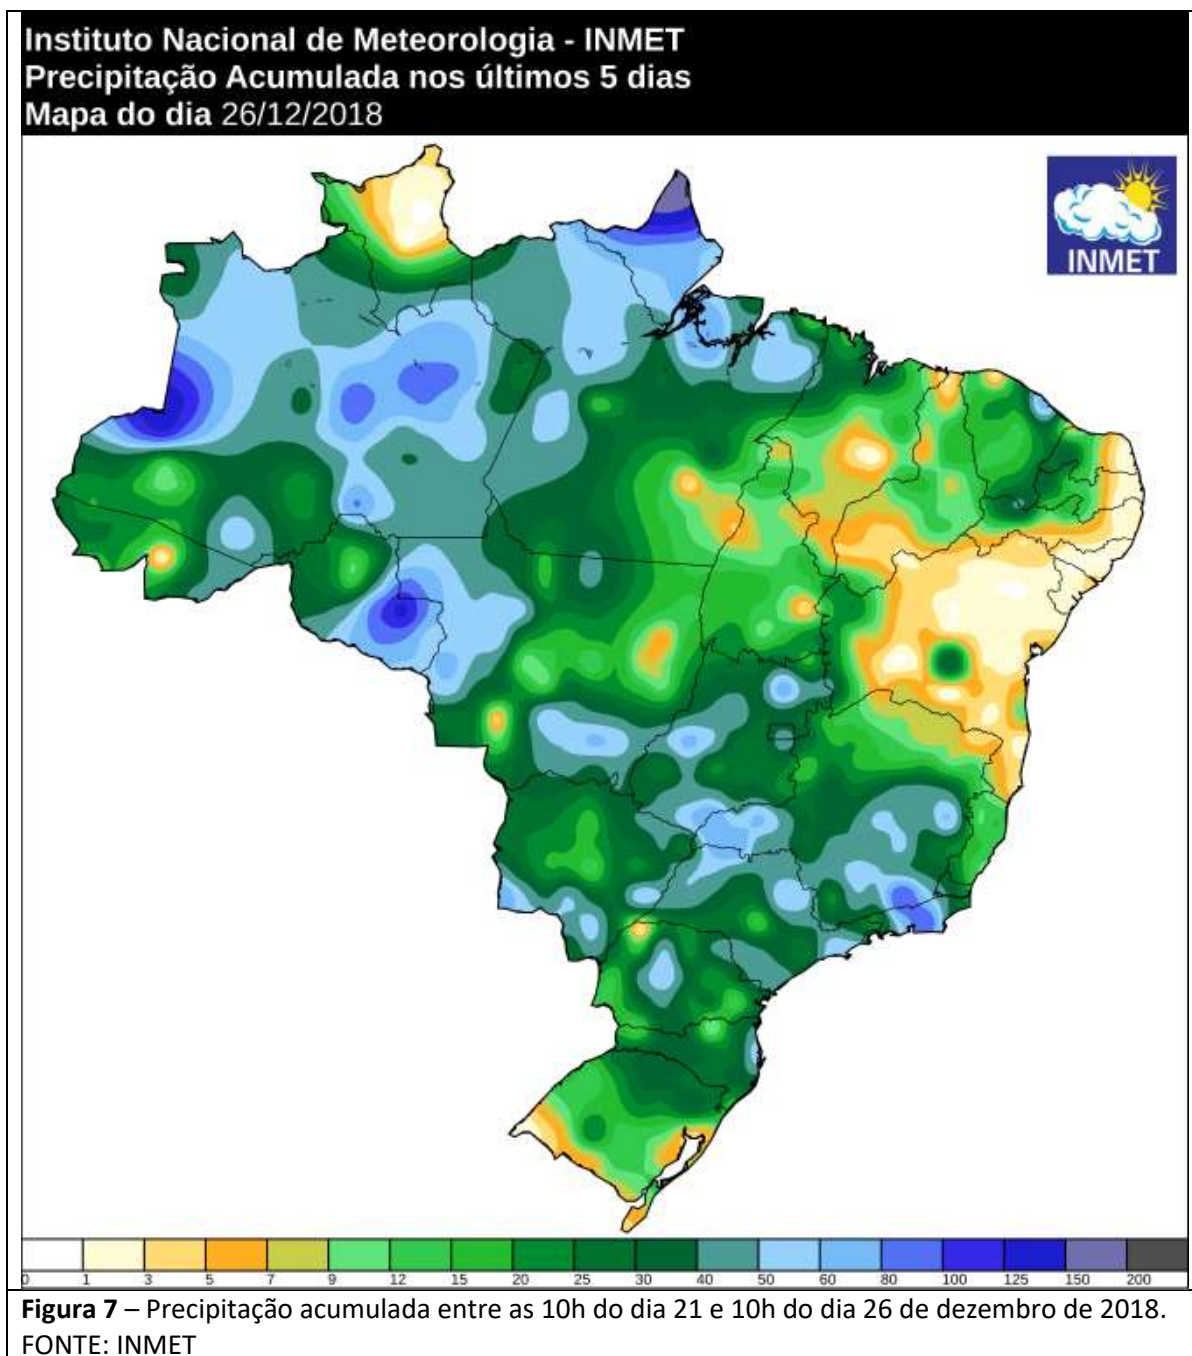 Instituto Nacional de Meteorologia - INMET
Precipitação Acumulada nos últimos 5 dias
Mapa do dia 26/12/2018
INMET
0 1 3 5 7 9 12 15 20 25 30 40 50 60 80 100 125 150 200
Figura 7 – Precipitação acumulada entre as 10h do dia 21 e 10h do dia 26 de dezembro de 2018.
FONTE: INMET